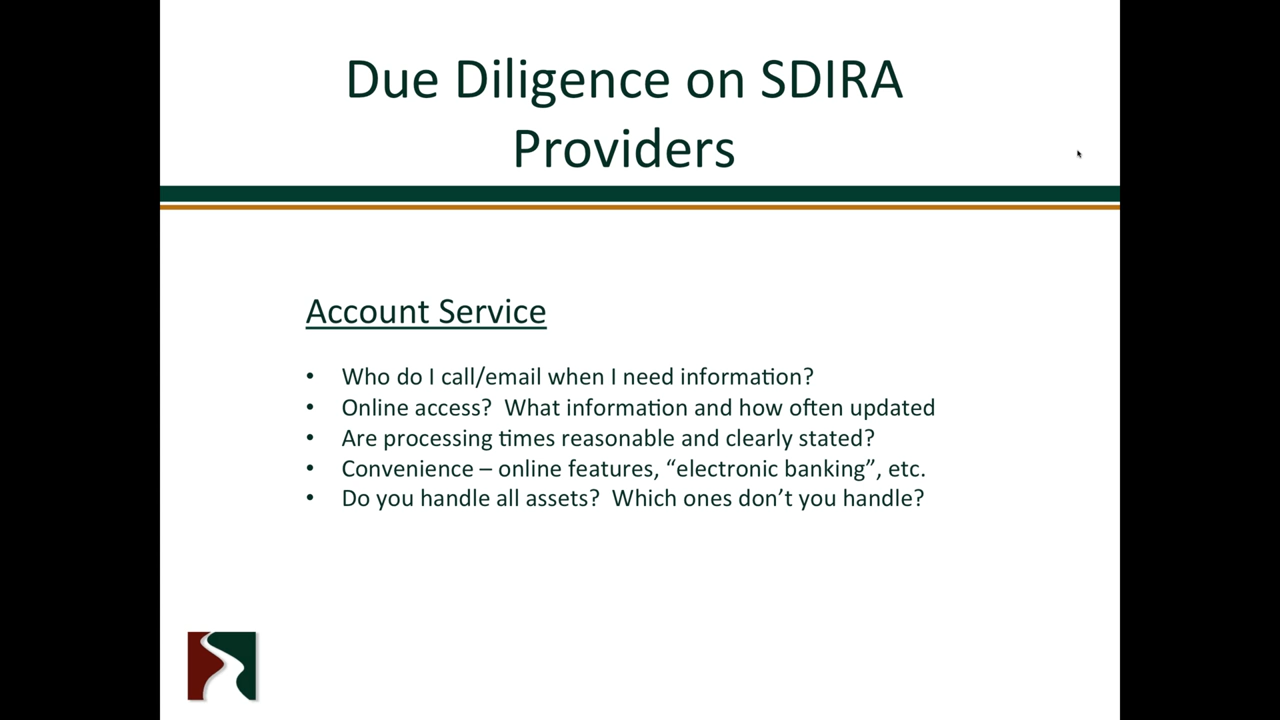 Due Diligence on SDIRA
Providers
Account Service
• Who do I call/email when I need information?
• Online access?  What information and how often updated
• Are processing times reasonable and clearly stated?
• Convenience – online features, “electronic banking”, etc.
• Do you handle all assets?  Which ones don’t you handle?